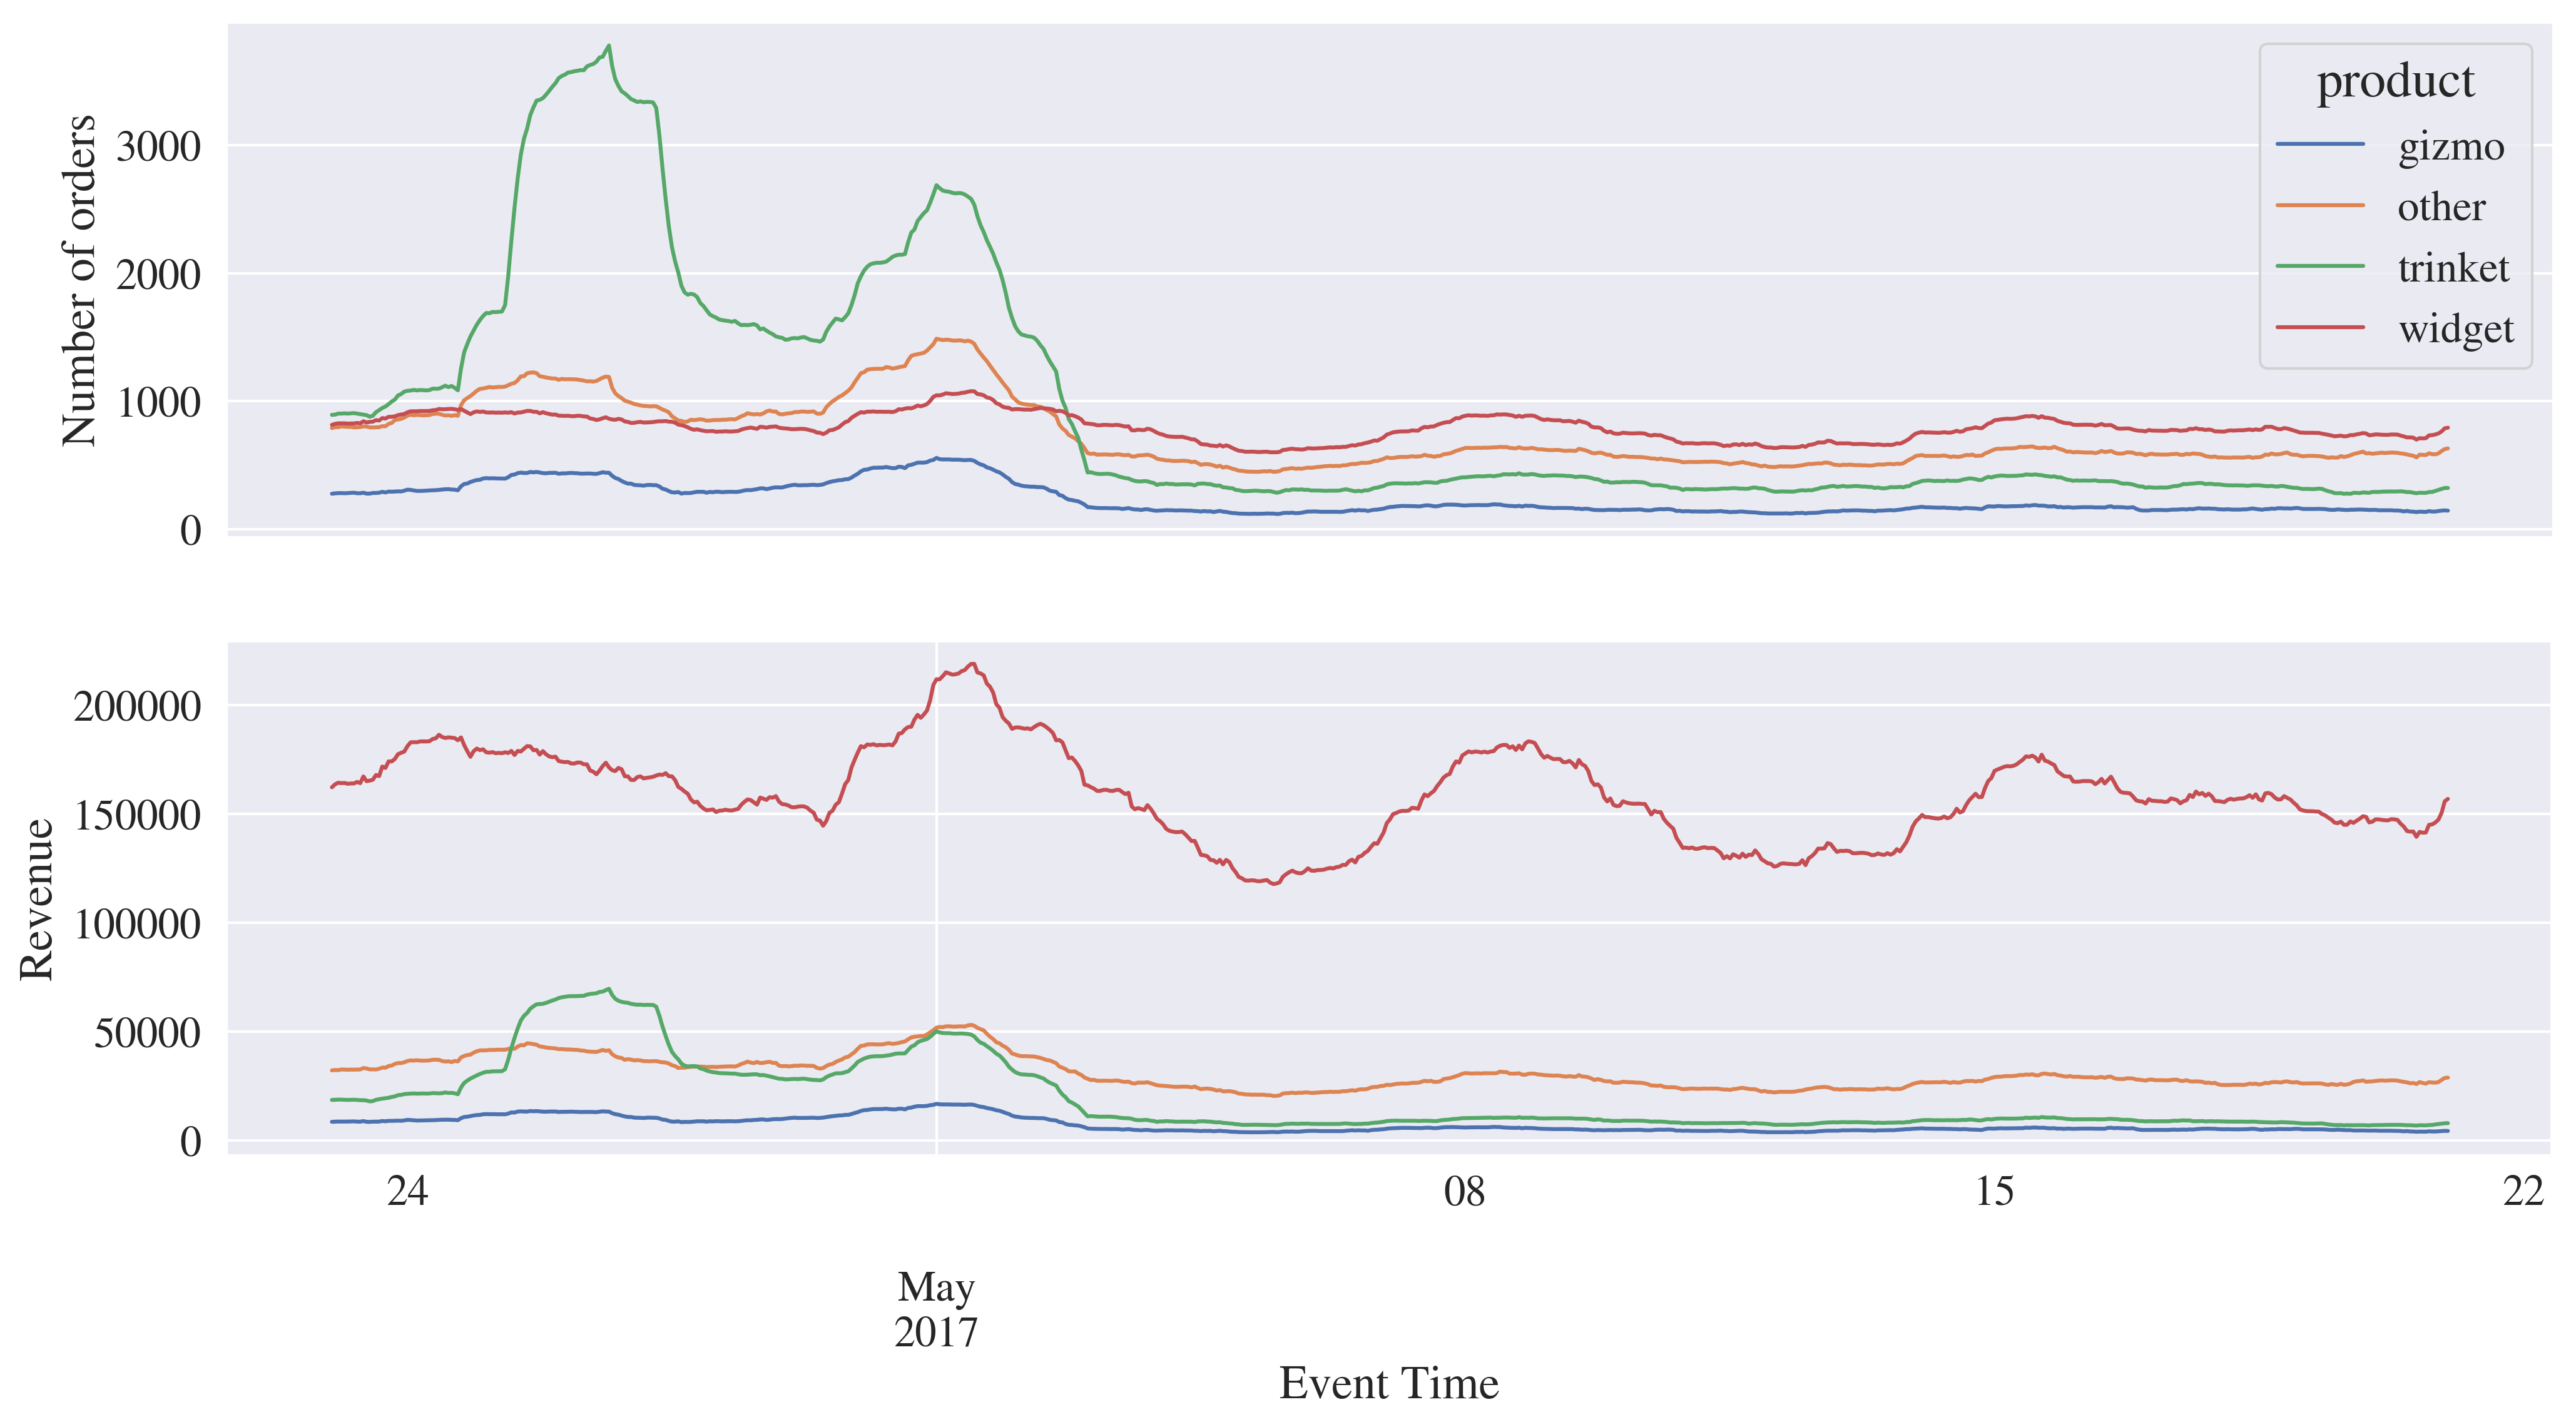 Number of orders
3000
2000
1000
0
product
gizmo
other
trinket
widget
Revenue
200000
150000
100000
50000
0
24
08
15
22
May
2017
Event Time